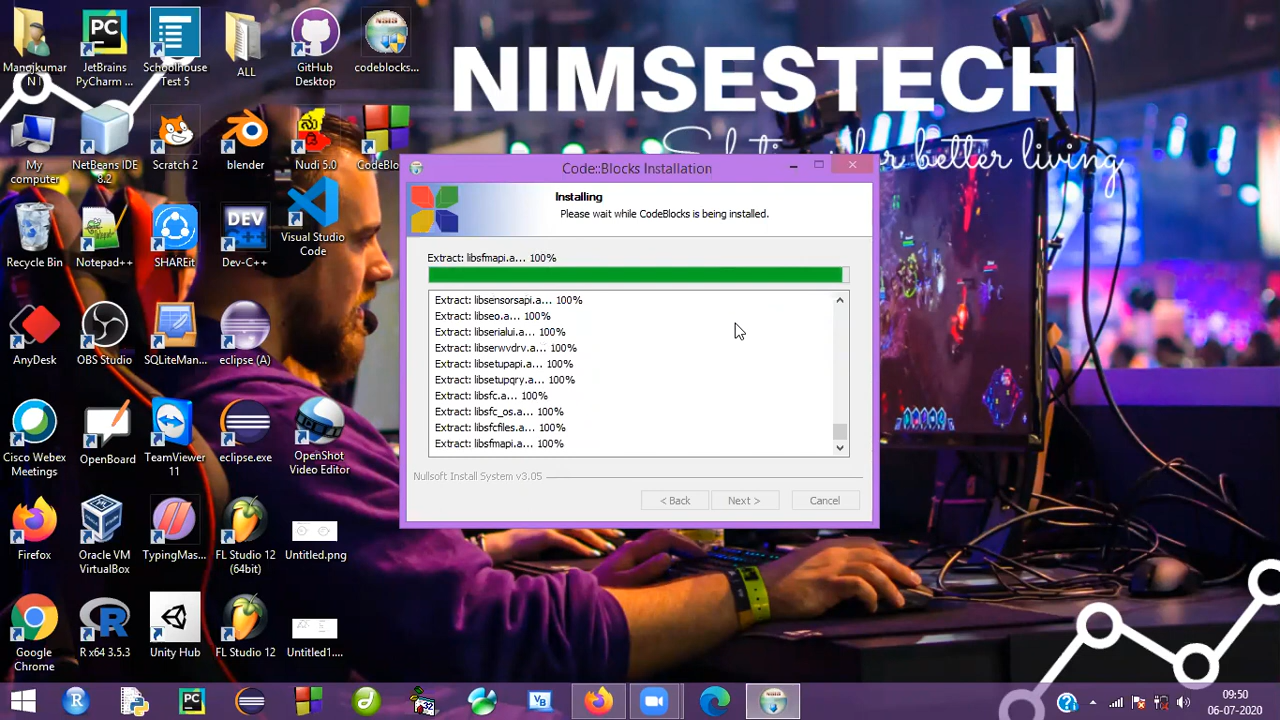 NIMSESTECH
better living
Manojkumar N I
JetBrains PyCharm ...
Schoolhouse Test 5
ALL
GitHub Desktop
codeblocks...
My computer
NetBeans IDE 8.2
Scratch 2
blender
Nudi 5.0
CodeBlo
Recycle Bin
Notepad++
SHAREit
DEV
Dev-C++
Visual Studio Code
AnyDesk
OBS Studio
SQLiteMan...
eclipse (A)
Cisco Webex Meetings
OpenBoard
TeamViewer 11
eclipse.exe
OpenShot Video Editor
Firefox
Oracle VM VirtualBox
TypingMas...
FL Studio 12 (64bit)
Untitled.png
Google Chrome
R x64 3.5.3
Unity Hub
FL Studio 12
Untitled1....
Code::Blocks Installation
Installing
Please wait while CodeBlocks is being installed.
Extract: libsfmapi.a... 100%
Extract: libsensorsapi.a... 100%
Extract: libseo.a... 100%
Extract: libserialui.a... 100%
Extract: libserwvdrv.a... 100%
Extract: libsetupapi.a... 100%
Extract: libsetupqry.a... 100%
Extract: libsfc.a... 100%
Extract: libsfc_os.a... 100%
Extract: libsfcfiles.a... 100%
Extract: libsfmapi.a... 100%
Nullsoft Install System v3.05
< Back
Next >
Cancel
09:50
06-07-2020